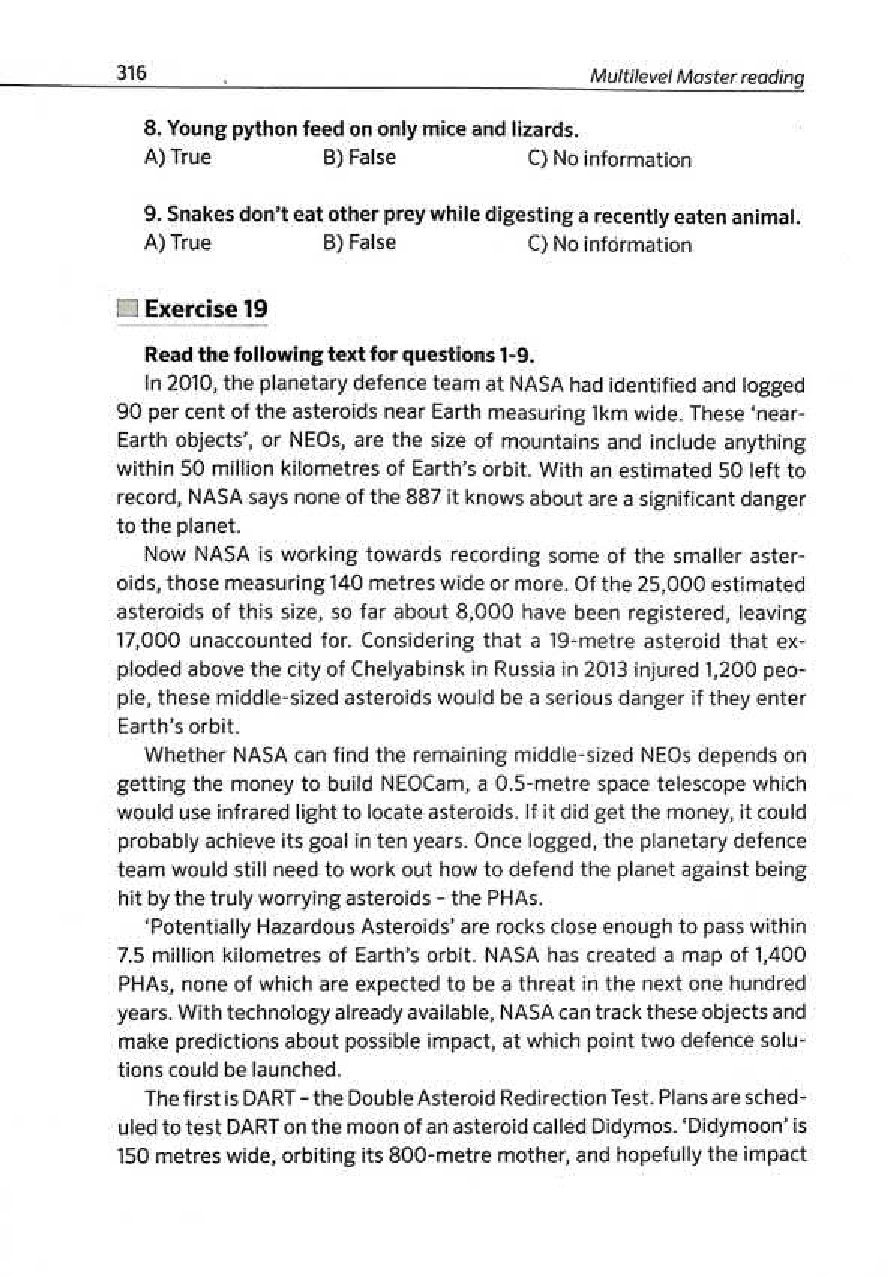 316
Multilevel Master reading
8. Young python feed on only mice and lizards.
A) True B) False C) No information
9. Snakes don't eat other prey while digesting a recently eaten animal.
A) True B) False C) No information
Exercise 19
Read the following text for questions 1-9.
In 2010, the planetary defence team at NASA had identified and logged
90 per cent of the asteroids near Earth measuring 1km wide. These 'near-
Earth objects', or NEOs, are the size of mountains and include anything
within 50 million kilometres of Earth's orbit. With an estimated 50 left to
record, NASA says none of the 887 it knows about are a significant danger
to the planet.
Now NASA is working towards recording some of the smaller aster-
oids, those measuring 140 metres wide or more. Of the 25,000 estimated
asteroids of this size, so far about 8,000 have been registered, leaving
17,000 unaccounted for. Considering that a 19-metre asteroid that ex-
ploded above the city of Chelyabinsk in Russia in 2013 injured 1,200 peo-
ple, these middle-sized asteroids would be a serious danger if they enter
Earth's orbit.
Whether NASA can find the remaining middle-sized NEOs depends on
getting the money to build NEOCam, a 0.5-metre space telescope which
would use infrared light to locate asteroids. If it did get the money, it could
probably achieve its goal in ten years. Once logged, the planetary defence
team would still need to work out how to defend the planet against being
hit by the truly worrying asteroids – the PHAs.
'Potentially Hazardous Asteroids' are rocks close enough to pass within
7.5 million kilometres of Earth's orbit. NASA has created a map of 1,400
PHAs, none of which are expected to be a threat in the next one hundred
years. With technology already available, NASA can track these objects and
make predictions about possible impact, at which point two defence solu-
tions could be launched.
The first is DART – the Double Asteroid Redirection Test. Plans are sched-
uled to test DART on the moon of an asteroid called Didymos. 'Didymoon' is
150 metres wide, orbiting its 800-metre mother, and hopefully the impact